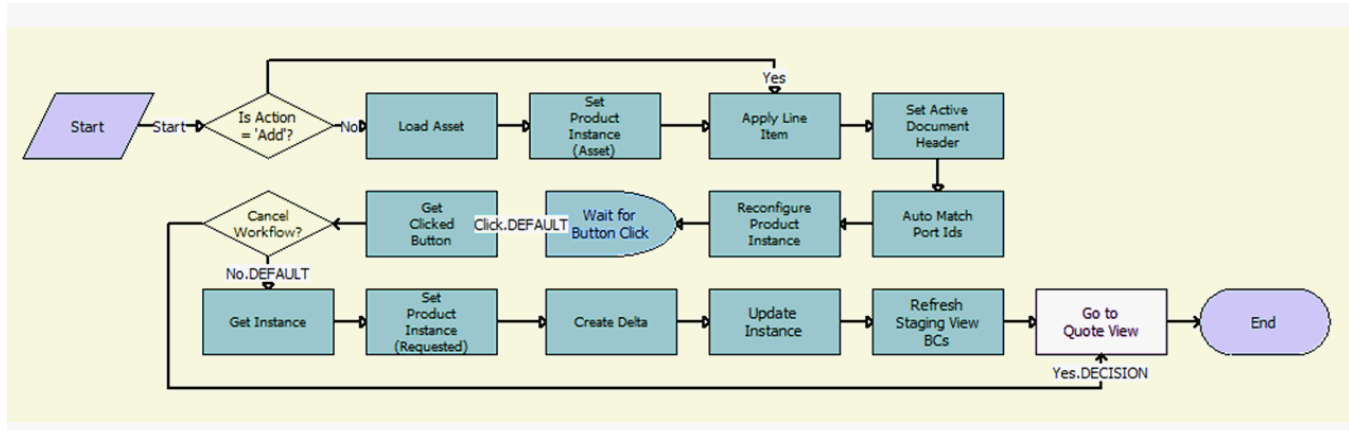 Yes
Start
Start
Is Action
= 'Add'?
No
Load Asset
Set
Product
Instance
(Asset)
Apply Line
Item
Set Active
Document
Header
Cancel
Workflow?
Get
Clicked
Button
Click.DEFAULT
Wait for
Button Click
Reconfigure
Product
Instance
Auto Match
Port Ids
No.DEFAULT
Get Instance
Set
Product
Instance
(Requested)
Create Delta
Update
Instance
Refresh
Staging View
BCs
Go to
Quote View
End
Yes.DECISION